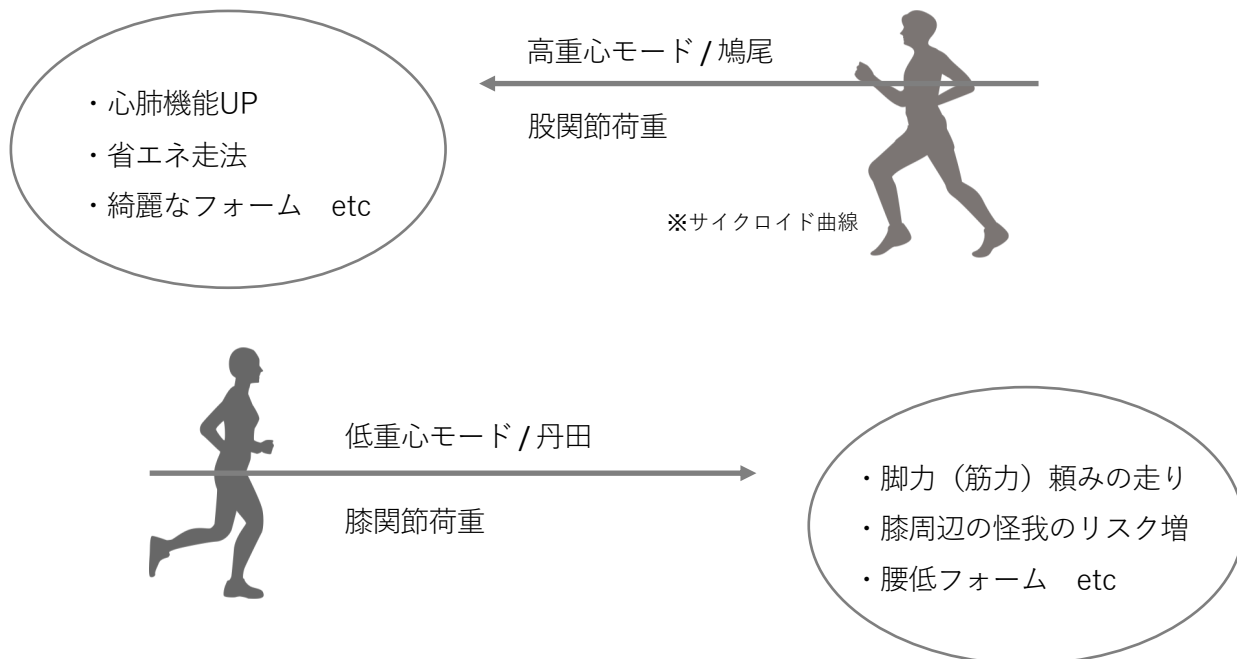 高重心モード / 鳩尾
股関節荷重
・心肺機能UP
・省エネ走法
・綺麗なフォーム　etc
※サイクロイド曲線
低重心モード / 丹田
膝関節荷重
・脚力（筋力）頼みの走り
・膝周辺の怪我のリスク増
・腰低フォーム　etc